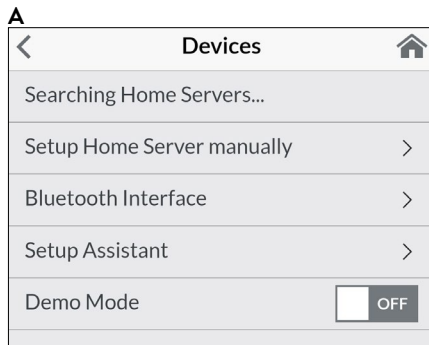 A
Devices
Searching Home Servers...
Setup Home Server manually
Bluetooth Interface
Setup Assistant
Demo Mode
OFF